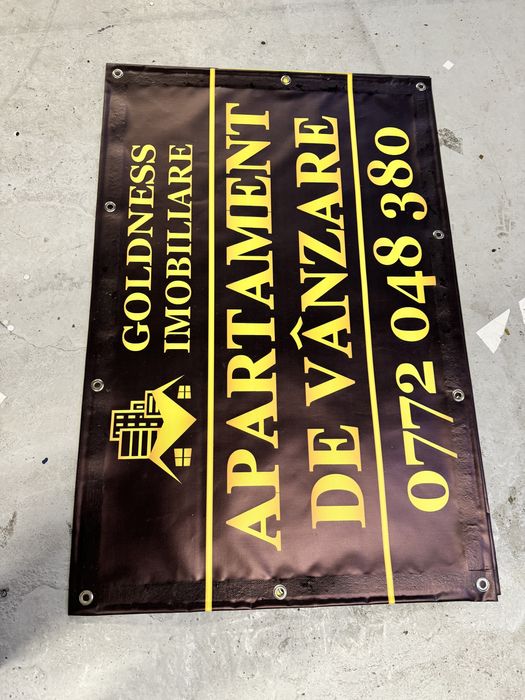 GOLDNESS
IMOBILIARE
APARTAMENT
DE VÂNZARE
0772 048 380